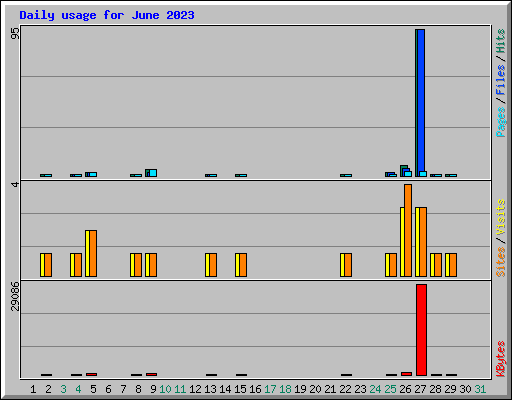 Daily usage for June 2023
95
Pages / Files / Hits
4
Sites / Visits
29086
KBytes
1 2 3 4 5 6 7 8 9 10 11 12 13 14 15 16 17 18 19 20 21 22 23 24 25 26 27 28 29 30 31